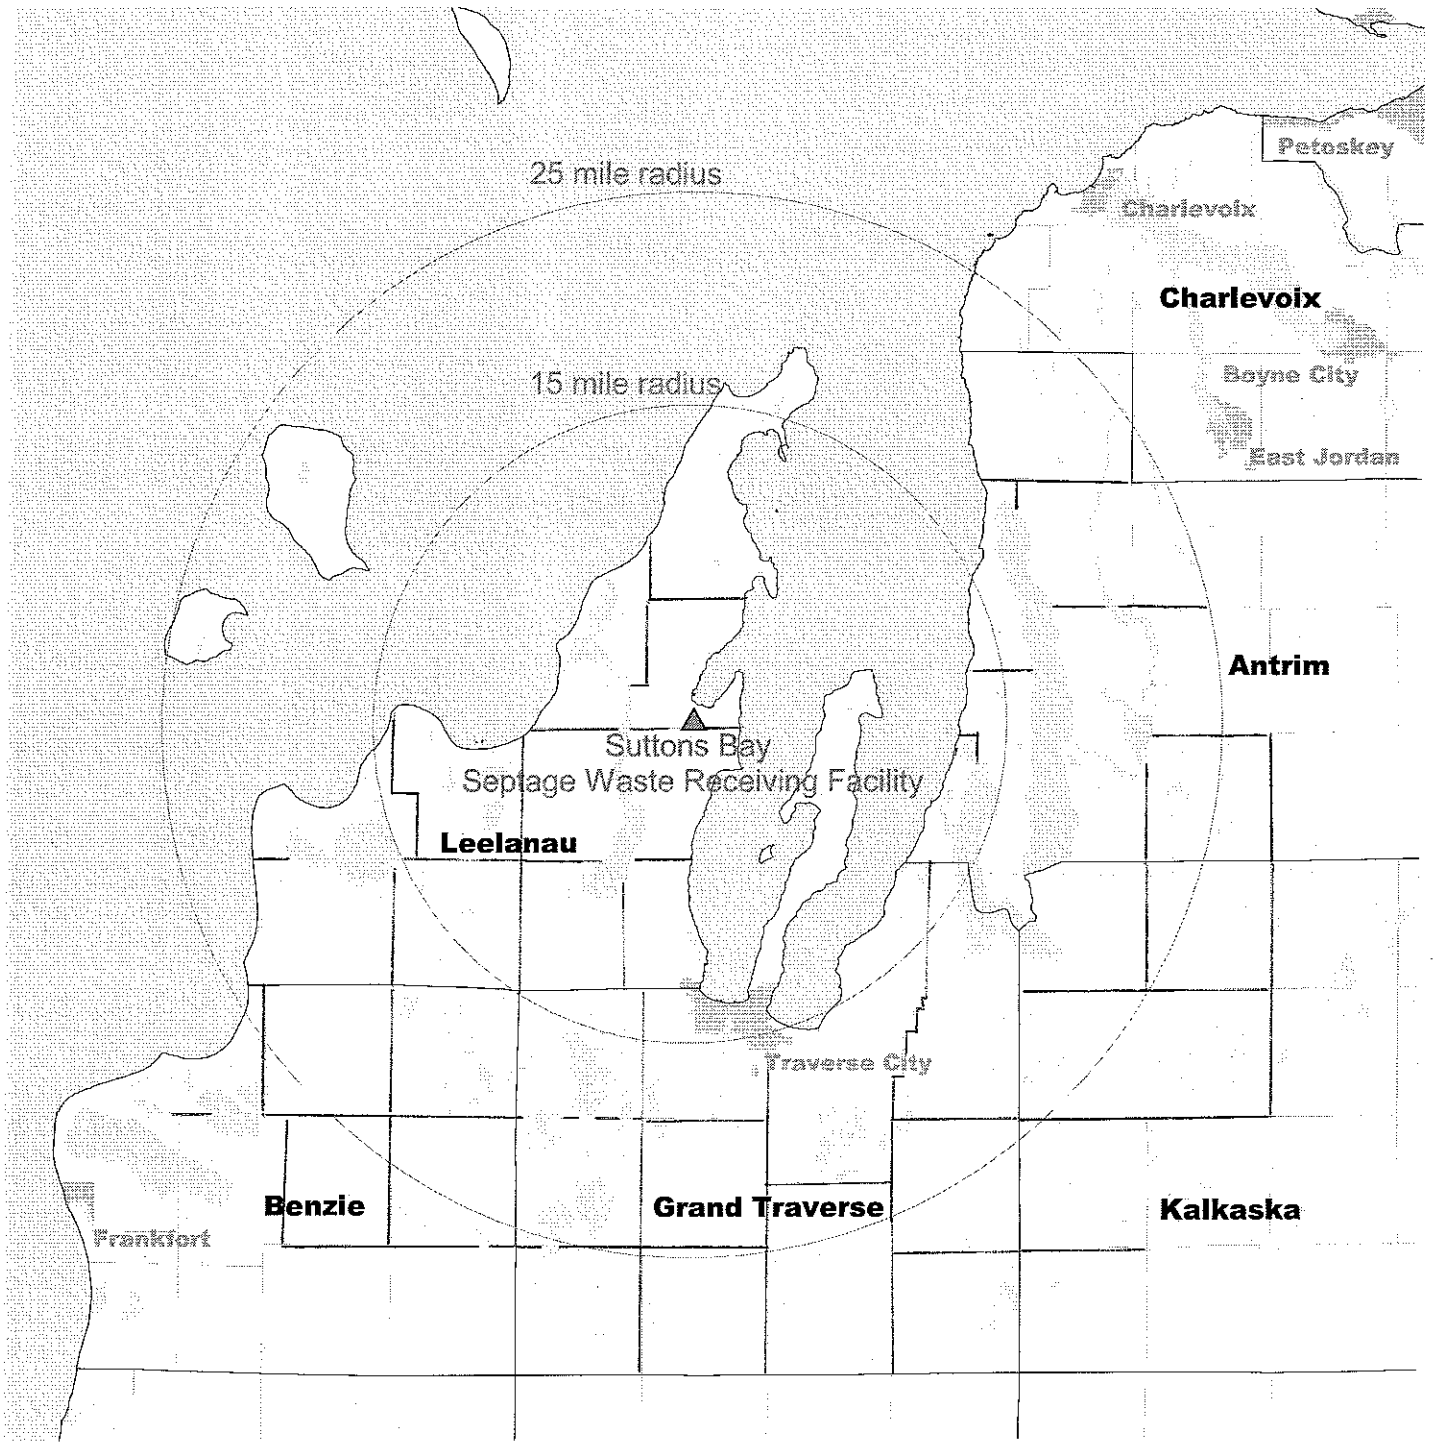 Petoskey
25 mile radius
Charlevoix
Charlevoix
Boyne City
15 mile radius
East Jordan
Antrim
Suttons Bay
Septage Waste Receiving Facility
Leelanau
Traverse City
Benzie
Grand Traverse
Kalkaska
Frankfort